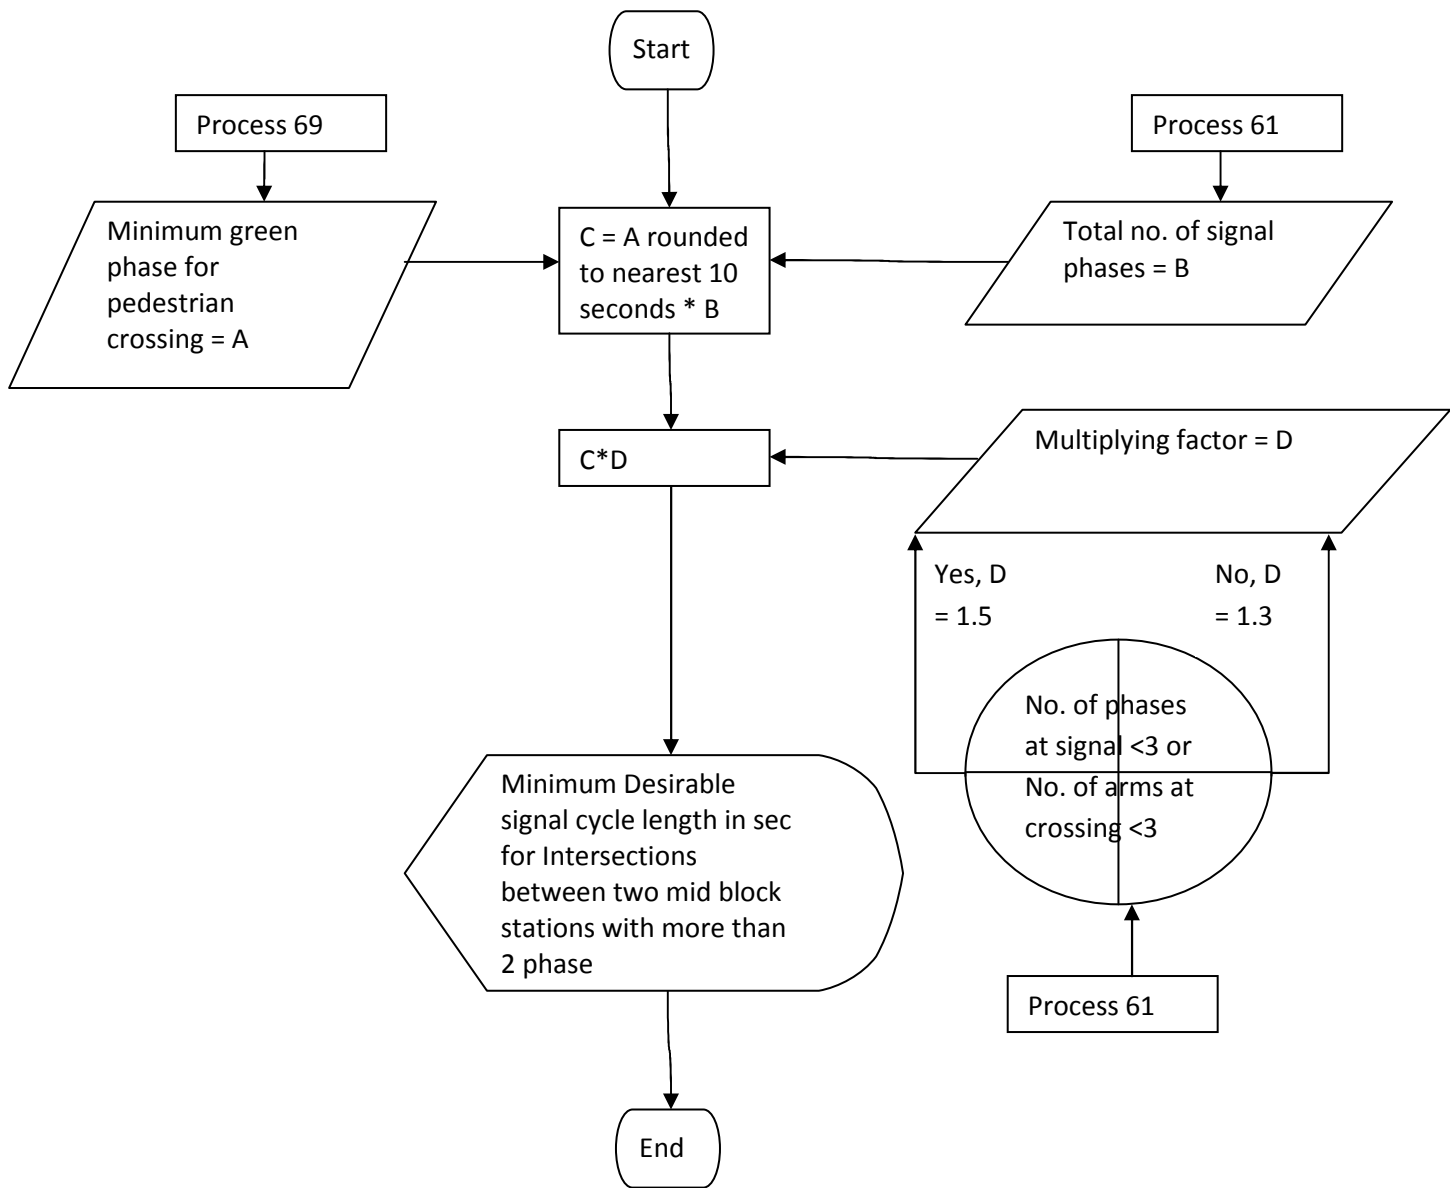 Start
Process 69
Process 61
Minimum green
phase for
pedestrian
crossing = A
C = A rounded
to nearest 10
seconds * B
Total no. of signal
phases = B
C*D
Multiplying factor = D
Yes, D
= 1.5
No, D
= 1.3
No. of phases
at signal <3 or
No. of arms at
crossing <3
Minimum Desirable
signal cycle length in sec
for Intersections
between two mid block
stations with more than
2 phase
Process 61
End